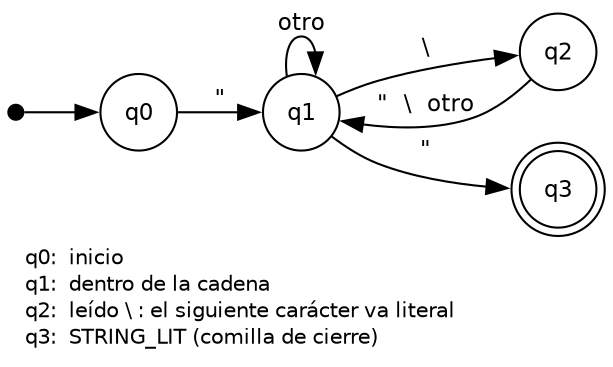 otro
\
q2
"
" \ otro
q0
q1
"
q3
q0: inicio
q1: dentro de la cadena
q2: leído \ : el siguiente carácter va literal
q3: STRING_LIT (comilla de cierre)